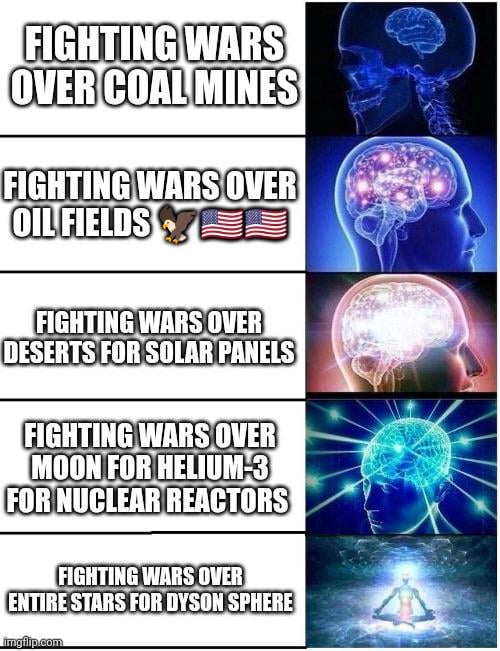 FIGHTING WARS
OVER COAL MINES
FIGHTING WARS OVER
OIL FIELDS 🦅🇺🇸🇺🇸
FIGHTING WARS OVER
DESERTS FOR SOLAR PANELS
FIGHTING WARS OVER
MOON FOR HELIUM-3
FOR NUCLEAR REACTORS
FIGHTING WARS OVER
ENTIRE STARS FOR DYSON SPHERE
imgflip.com